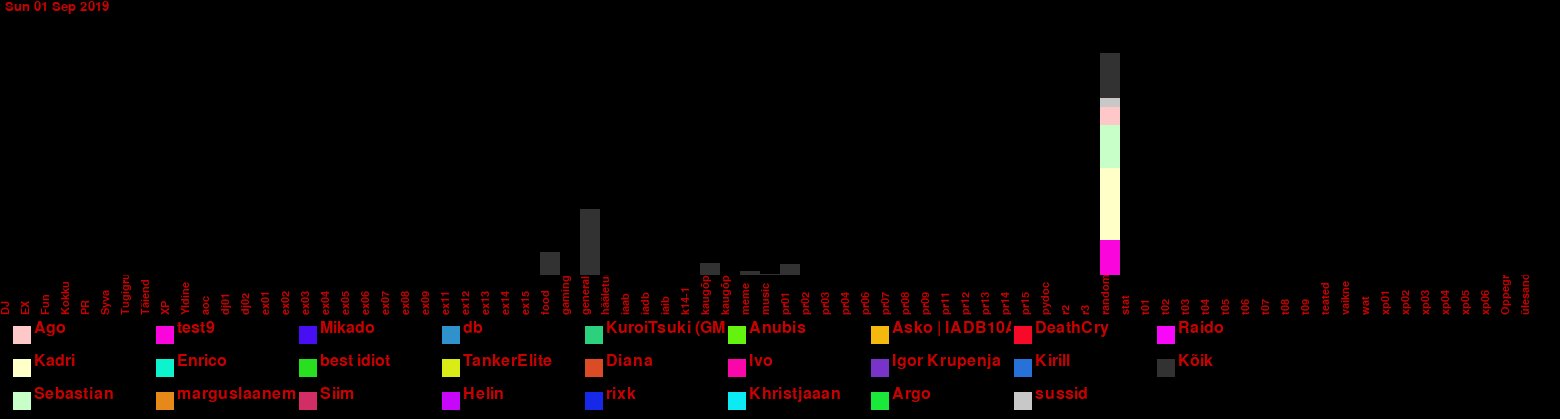 Sun 01 Sep 2019
DJ
EX
Fun
Kokku
PR
Syva
Tugigru
Täiend
XP
Yldine
aoc
dj01
dj02
ex01
ex02
ex03
ex04
ex05
ex06
ex07
ex08
ex09
ex11
ex12
ex13
ex14
ex15
food
gaming
general
hääletu
iaab
iadb
iaib
k14-1
kaugõp
kaugõp
meme
music
pr01
pr02
pr03
pr04
pr06
pr07
pr08
pr09
pr11
pr12
pr13
pr14
pr15
pydoc
r2
r3
random
stat
t01
t02
t03
t04
t05
t06
t07
t08
t09
teated
vaikne
wat
xp01
xp02
xp03
xp04
xp05
xp06
Oppegr
ülesand
Ago test9 Mikado db KuroiTsuki (GM Anubis Asko | IADB10A DeathCry Raido
Kadri Enrico best idiot TankerElite Diana Ivo Igor Krupenja Kirill Kõik
Sebastian marguslaanem Siim Helin rixk Khristjaaan Argo sussid